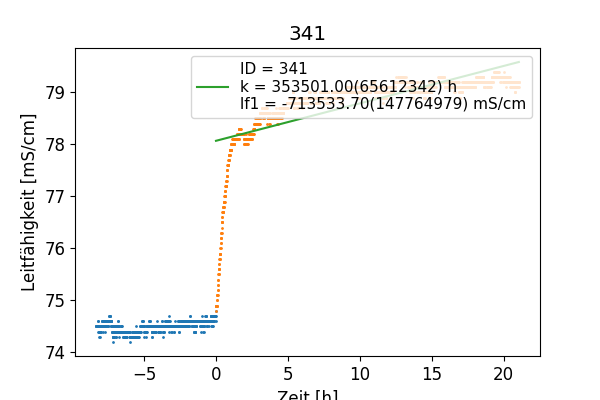 341
ID = 341
k = 353501.00(65612342) h
lf1 = -713533.70(147764979) mS/cm
Leitfähigkeit [mS/cm]
79
78
77
76
75
74
−5 0 5 10 15 20
Zeit [h]